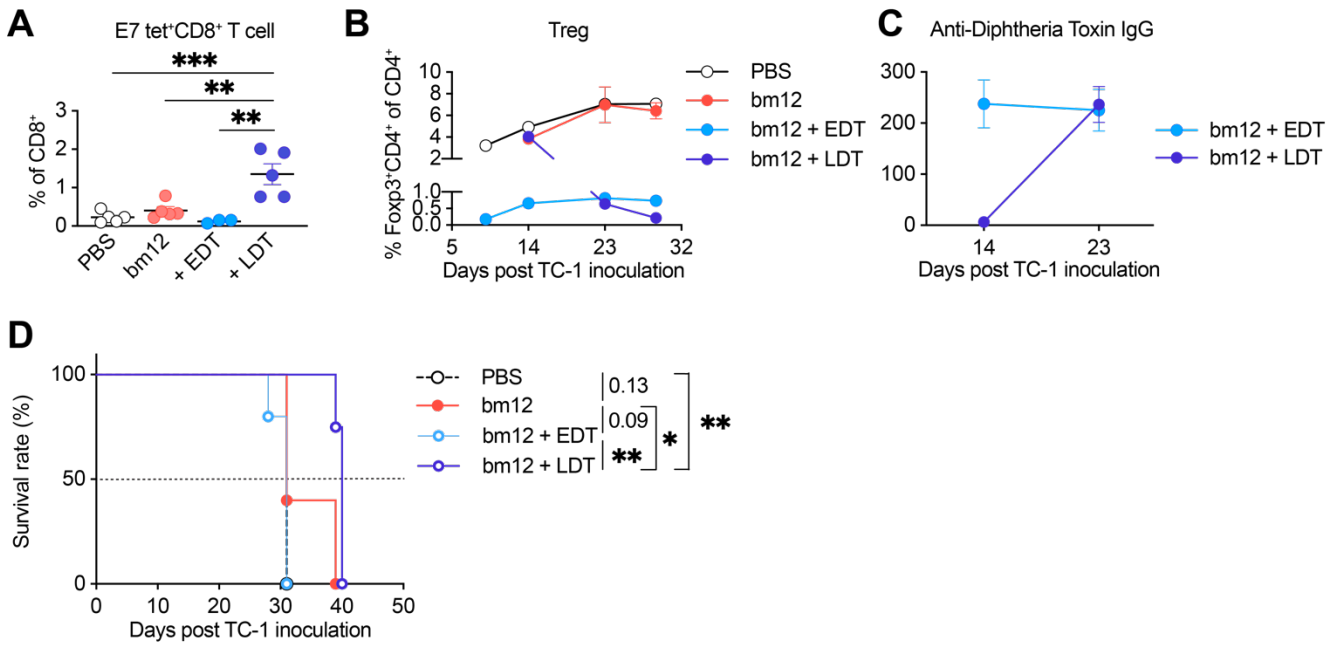 A
E7 tet⁺CD8⁺ T cell
***
**
**
% of CD8⁺
3
2
1
0
PBS
bm12
+ EDT
+ LDT
B
Treg
% Foxp3⁺CD4⁺ of CD4⁺
10
8
6
4
2
1.0
0.5
0.0
5
14
23
32
Days post TC-1 inoculation
PBS
bm12
bm12 + EDT
bm12 + LDT
C
Anti-Diphtheria Toxin IgG
300
200
100
0
14
23
Days post TC-1 inoculation
bm12 + EDT
bm12 + LDT
D
Survival rate (%)
100
50
0
0
10
20
30
40
50
Days post TC-1 inoculation
PBS
bm12
bm12 + EDT
bm12 + LDT
0.13
0.09
**
*
**